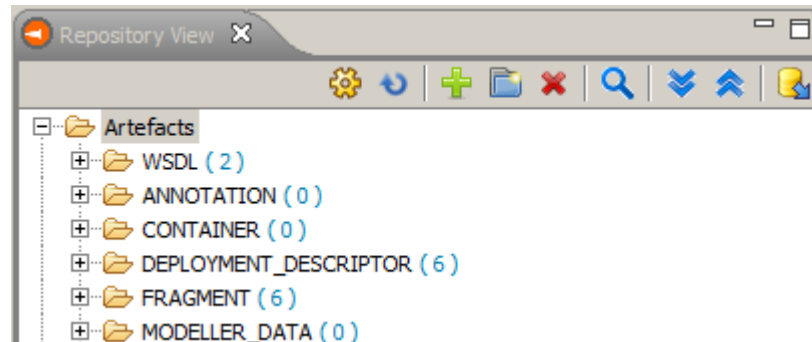 Repository View
Artefacts
WSDL ( 2 )
ANNOTATION ( 0 )
CONTAINER ( 0 )
DEPLOYMENT_DESCRIPTOR ( 6 )
FRAGMENT ( 6 )
MODELLER_DATA ( 0 )